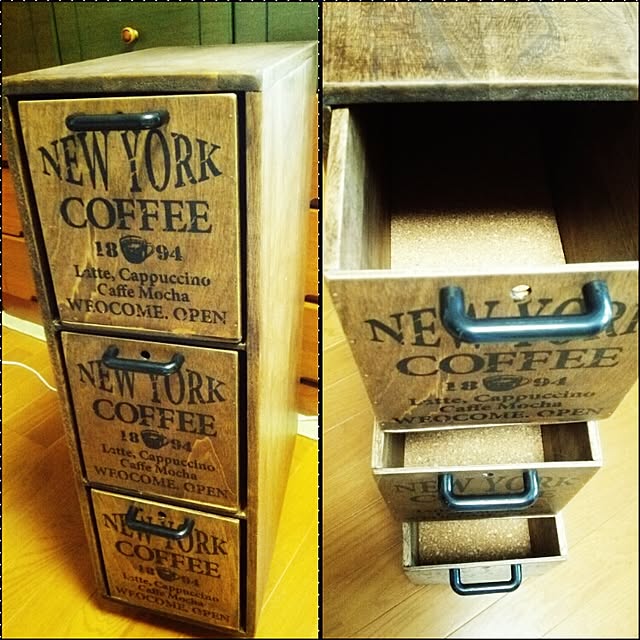 NEW YORK
COFFEE
18 94
Latte, Cappuccino
Caffe Mocha
WEOCOME. OPEN
NEW YORK
COFFEE
18 94
Latte, Cappuccino
Caffe Mocha
WEOCOME. OPEN
NEW YORK
COFFEE
18 94
Latte, Cappuccino
Caffe Mocha
WEOCOME. OPEN
NEW YORK
COFFEE
18 94
Latte, Cappuccino
Caffe Mocha
WEOCOME. OPEN
NEW YORK